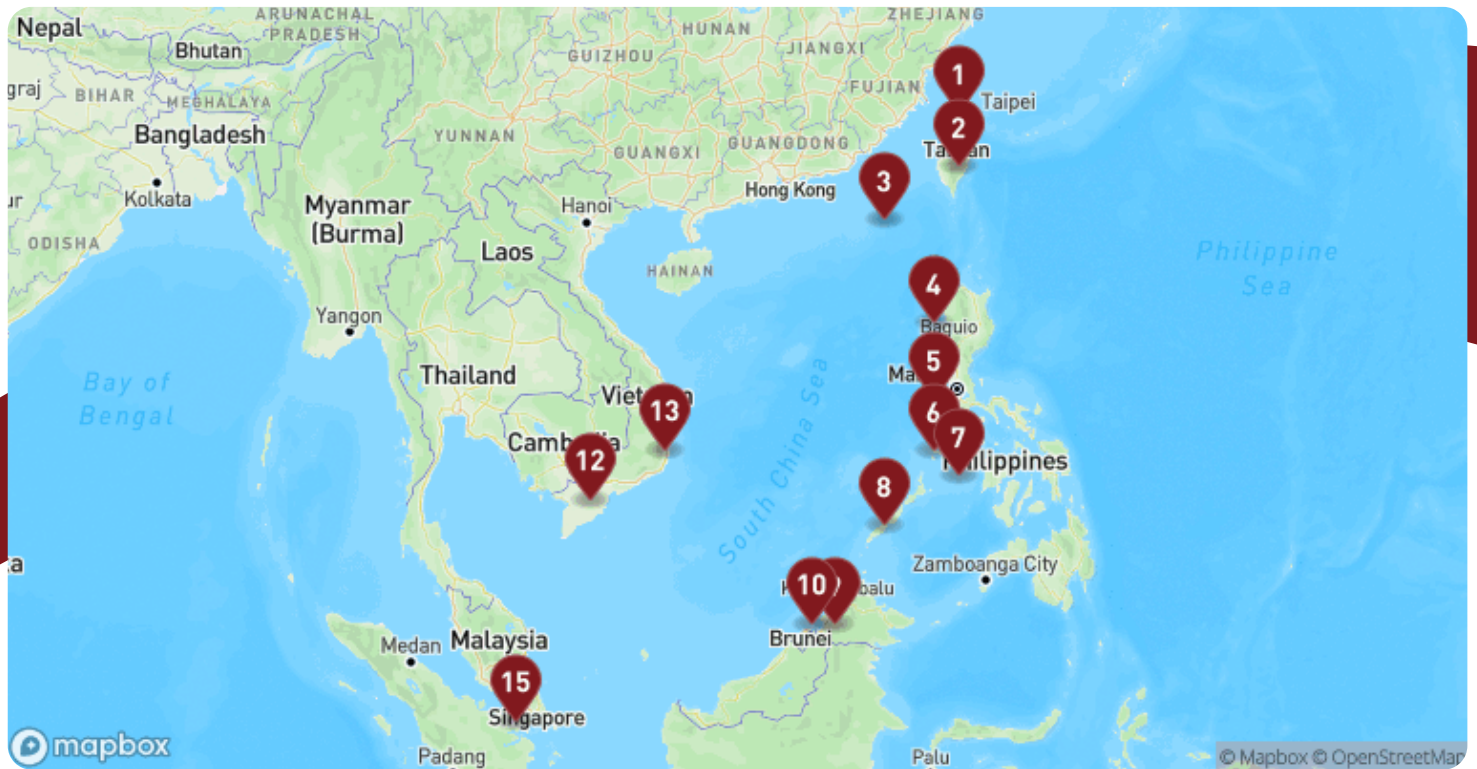 Nepal
ARUNACHAL
PRADESH
HUNAN
ZHEJIANG
Bhutan
GUIZHOU
JIANGXI
graj
BIHAR
MEGHALAYA
FUJIAN
1
Taipei
Bangladesh
YUNNAN
GUANGXI
GUANGDONG
2
Kolkata
Hong Kong
3
ur
Myanmar
(Burma)
Hanoi
ODISHA
Laos
HAINAN
Philippine
Sea
4
Yangon
Baguio
Bay of
Bengal
Thailand
5
Ma
South China Sea
13
6
7
12
8
Zamboanga City
a
10
balu
Brunei
Medan
Malaysia
15
Singapore
mapbox
Padang
Palu
© Mapbox © OpenStreetMap